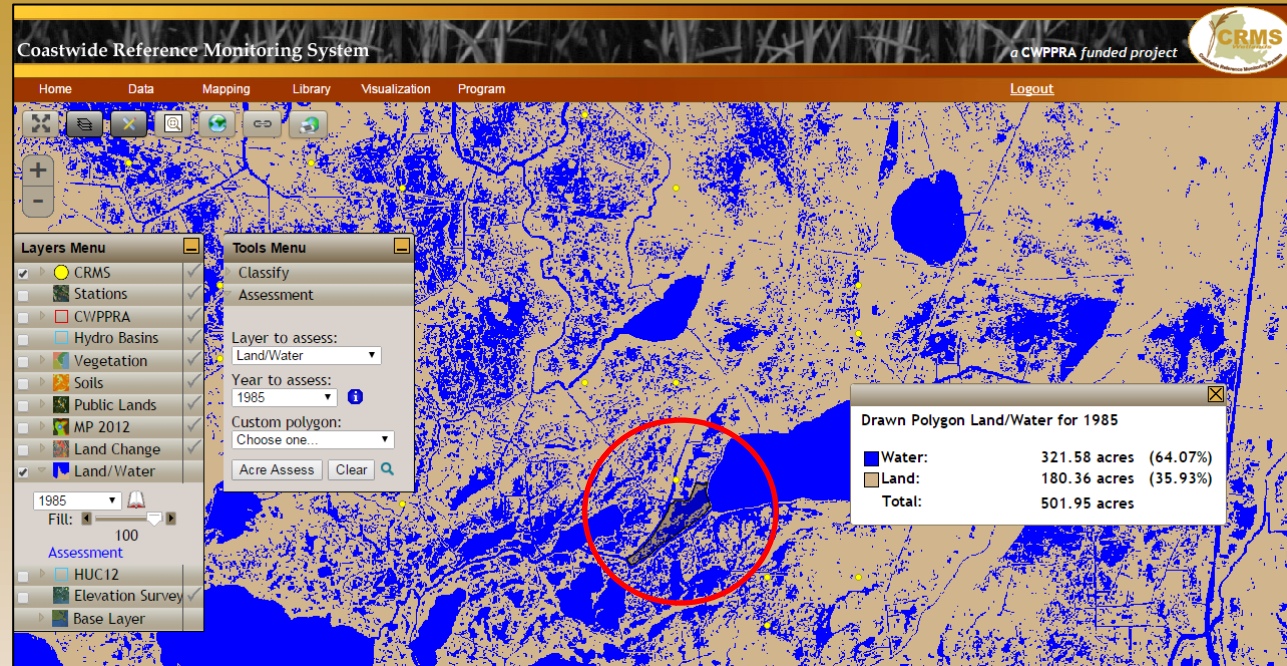 Coastwide Reference Monitoring System
a CWPPRA funded project
CRMS
Home Data Mapping Library Visualization Program Logout
+
-
Layers Menu
CRMS
Stations
CWPPRA
Hydro Basins
Vegetation
Soils
Public Lands
MP 2012
Land Change
Land/Water
1985
Fill:
100
Assessment
HUC12
Elevation Survey
Base Layer
Tools Menu
Classify
Assessment
Layer to assess:
Land/Water
Year to assess:
1985
Custom polygon:
Choose one...
Acre Assess Clear
Drawn Polygon Land/Water for 1985
Water: 321.58 acres (64.07%)
Land: 180.36 acres (35.93%)
Total: 501.95 acres